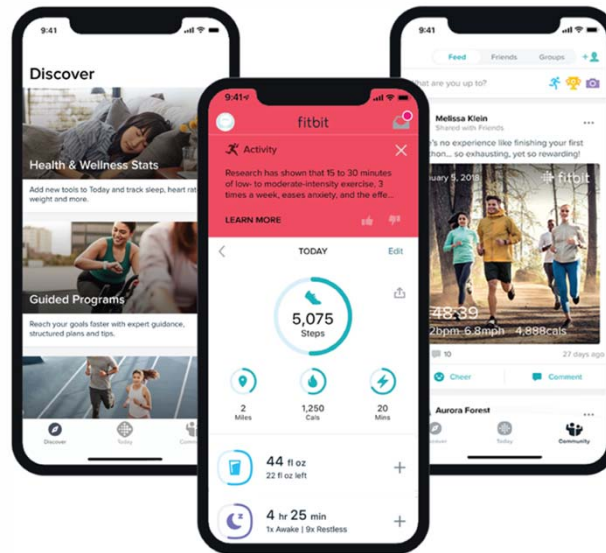 9:41
Discover
Health & Wellness Stats
Add new tools to Today and track sleep, heart rat
weight and more.
Guided Programs
Reach your goals faster with expert guidance,
structured plans and tips.
Discover
Today
9:41
fitbit
Activity
Research has shown that 15 to 30 minutes
of low- to moderate-intensity exercise, 3
times a week, eases anxiety, and the effe...
LEARN MORE
TODAY
Edit
5,075
Steps
2
Miles
1,250
Cals
20
Mins
44 fl oz
22 fl oz left
4 hr 25 min
1x Awake | 9x Restless
9:41
Feed Friends Groups
hat are you up to?
Melissa Klein
Shared with Friends
e's no experience like finishing your first
thon... so exhausting, yet so rewarding!
uary 5, 2018
fitbit
48:39
2bpm 6.8mph 4,888cals
10
27 days ago
Cheer
Comment
Aurora Forest
Today
Community